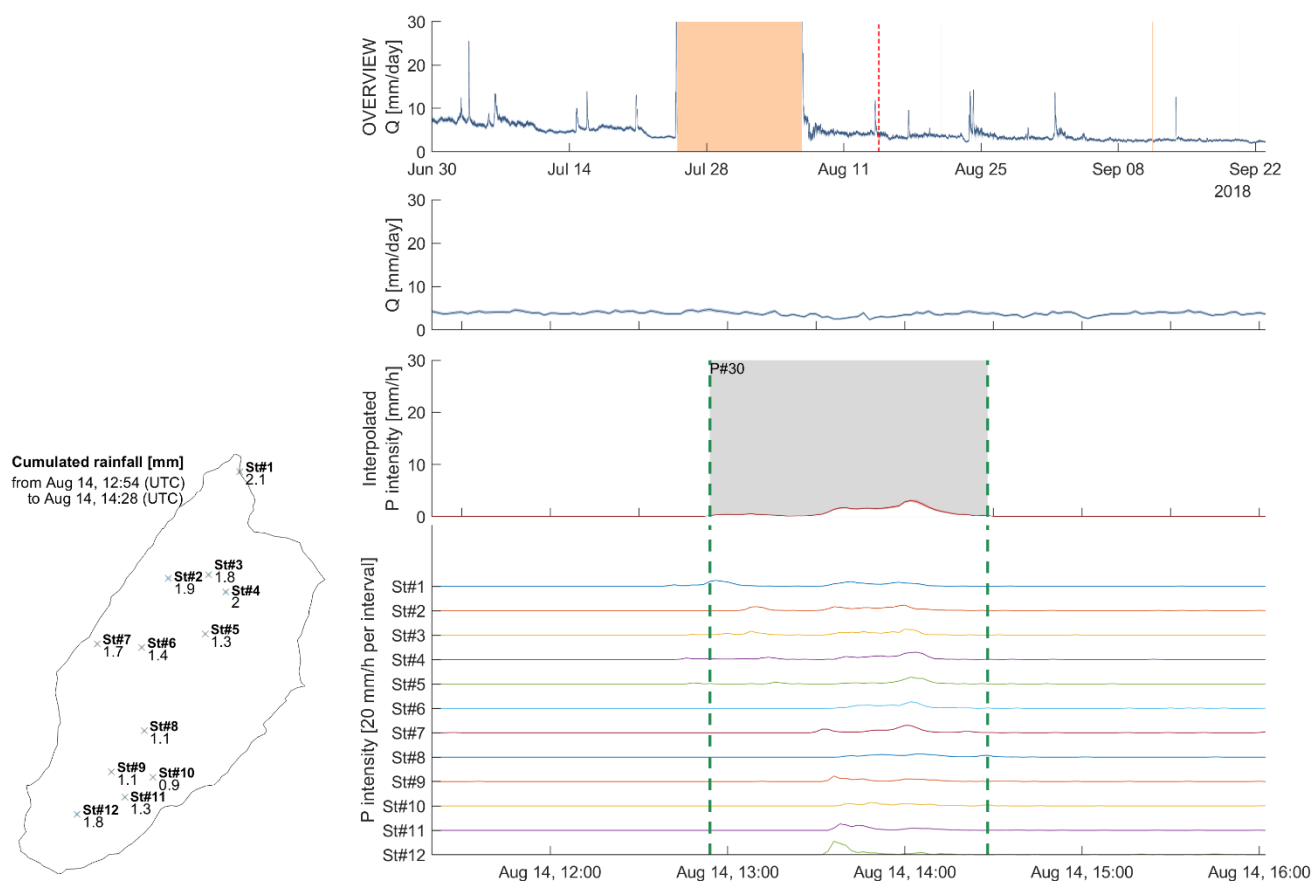 OVERVIEW
Q [mm/day]
30
20
10
0
Jun 30
Jul 14
Jul 28
Aug 11
Aug 25
Sep 08
Sep 22
2018
Q [mm/day]
30
20
10
0
Interpolated
P intensity [mm/h]
30
20
10
0
P#30
P intensity [20 mm/h per interval]
St#1
St#2
St#3
St#4
St#5
St#6
St#7
St#8
St#9
St#10
St#11
St#12
Aug 14, 12:00
Aug 14, 13:00
Aug 14, 14:00
Aug 14, 15:00
Aug 14, 16:00
Cumulated rainfall [mm]
from Aug 14, 12:54 (UTC)
to Aug 14, 14:28 (UTC)
St#1
2.1
St#2
1.9
St#3
1.8
St#4
2
St#5
1.3
St#7
1.7
St#6
1.4
St#8
1.1
St#9
1.1
St#10
0.9
St#11
1.3
St#12
1.8